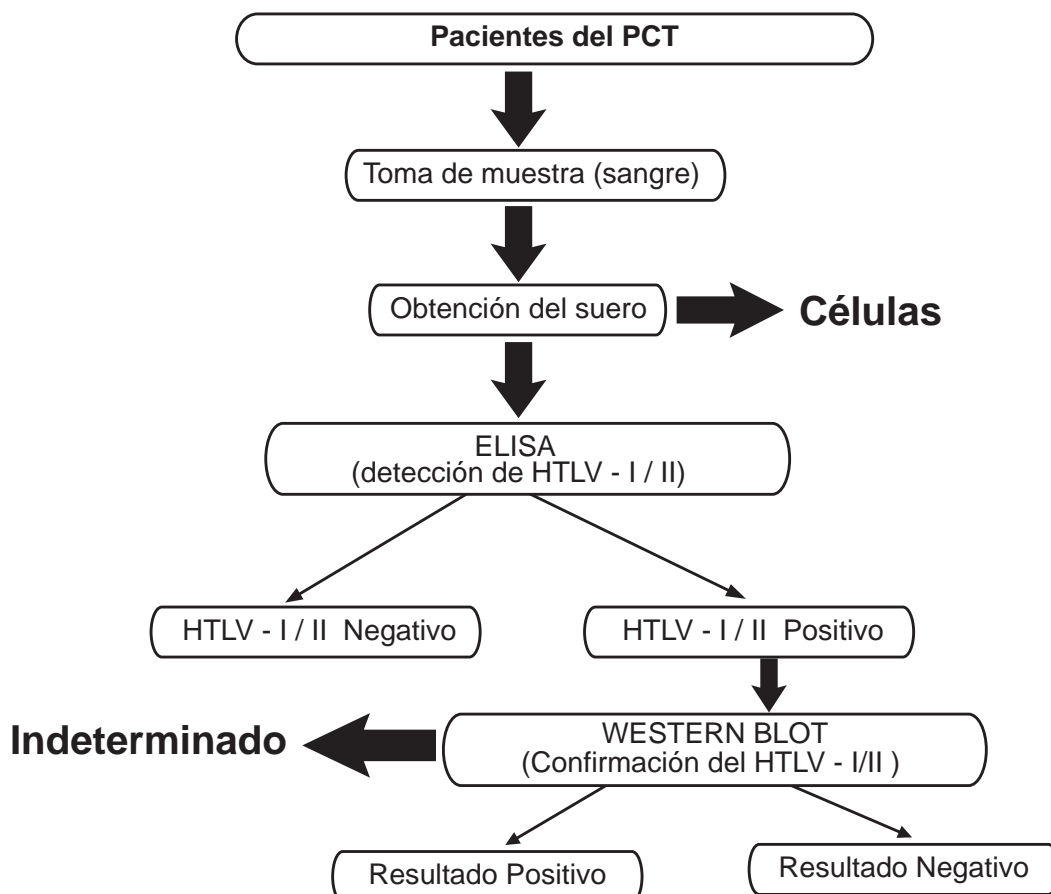 Pacientes del PCT
Toma de muestra (sangre)
Obtención del suero
Células
ELISA
(detección de HTLV - I / II)
HTLV - I / II Negativo
HTLV - I / II Positivo
Indeterminado
WESTERN BLOT
(Confirmación del HTLV - I/II )
Resultado Positivo
Resultado Negativo